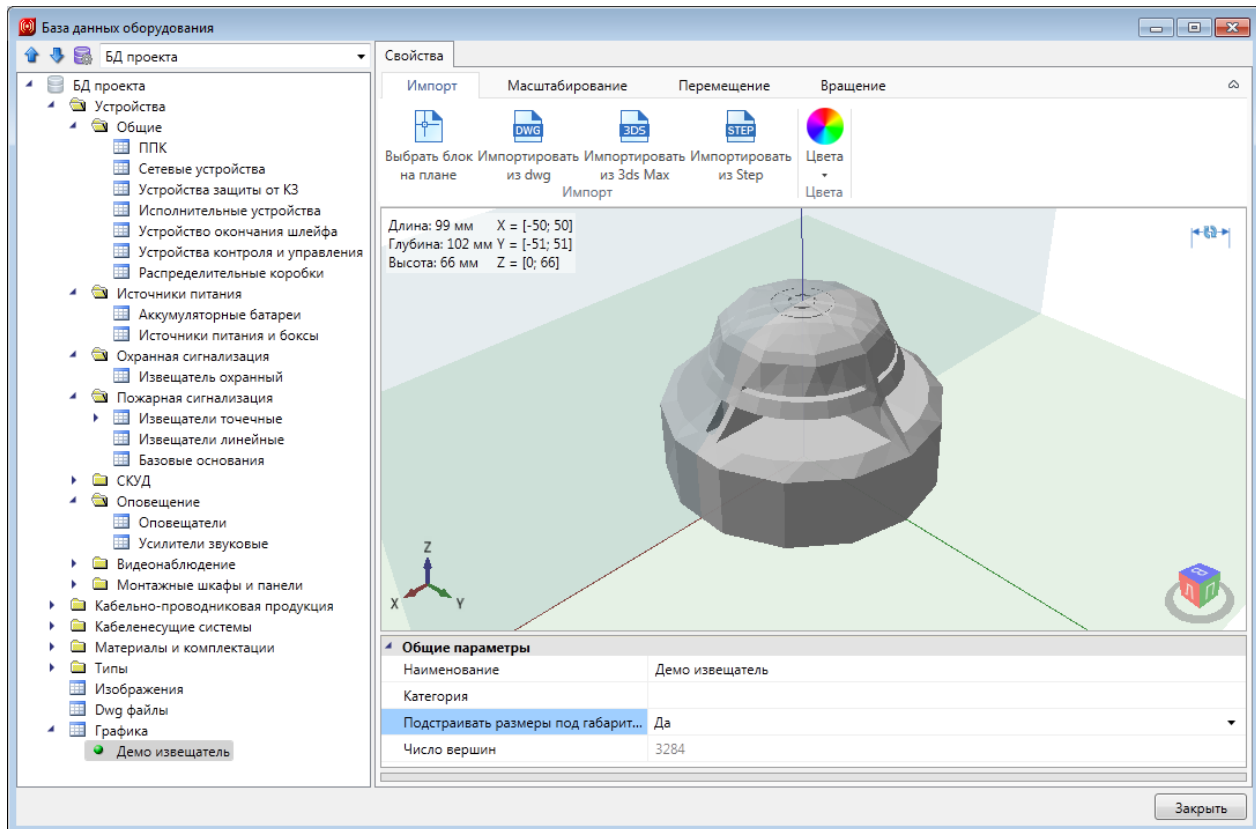 База данных оборудования
БД проекта
БД проекта
Устройства
Общие
ППК
Сетевые устройства
Устройства защиты от КЗ
Исполнительные устройства
Устройство окончания шлейфа
Устройства контроля и управления
Распределительные коробки
Источники питания
Аккумуляторные батареи
Источники питания и боксы
Охранная сигнализация
Извещатель охранный
Пожарная сигнализация
Извещатели точечные
Извещатели линейные
Базовые основания
СКУД
Оповещение
Оповещатели
Усилители звуковые
Видеонаблюдение
Монтажные шкафы и панели
Кабельно-проводниковая продукция
Кабеленесущие системы
Материалы и комплектации
Типы
Изображения
Dwg файлы
Графика
Демо извещатель
Свойства
Импорт Масштабирование Перемещение Вращение
DWG 3DS STEP
Выбрать блок Импортировать Импортировать Импортировать Цвета
на плане из dwg из 3ds Max из Step
Импорт Цвета
Длина: 99 мм X = [-50; 50]
Глубина: 102 мм Y = [-51; 51]
Высота: 66 мм Z = [0; 66]
Z
X Y
В
Л П
Общие параметры
Наименование Демо извещатель
Категория
Подстраивать размеры под габарит... Да
Число вершин 3284
Закрыть